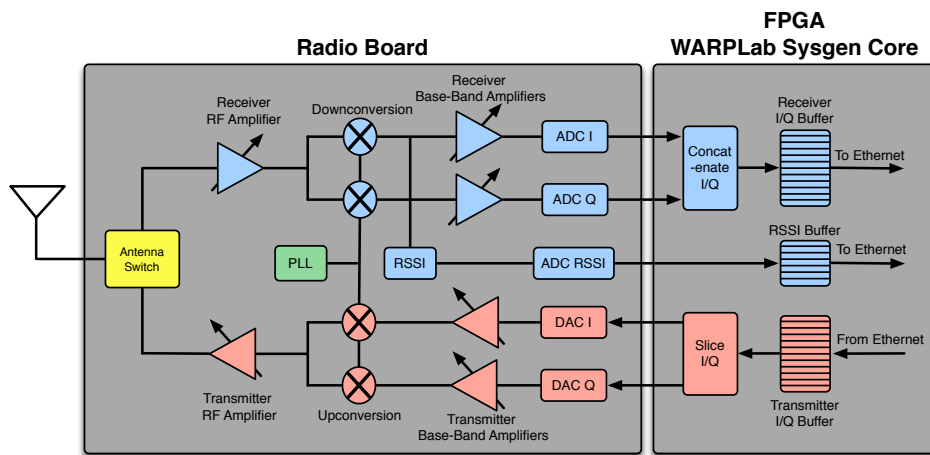 FPGA
WARPLab Sysgen Core
Radio Board
Receiver
RF Amplifier
Downconversion
Receiver
Base-Band Amplifiers
ADC I
ADC Q
Concat
-enate
I/Q
Receiver
I/Q Buffer
To Ethernet
Antenna
Switch
PLL
RSSI
ADC RSSI
RSSI Buffer
To Ethernet
DAC I
DAC Q
Slice
I/Q
From Ethernet
Transmitter
RF Amplifier
Upconversion
Transmitter
Base-Band Amplifiers
Transmitter
I/Q Buffer